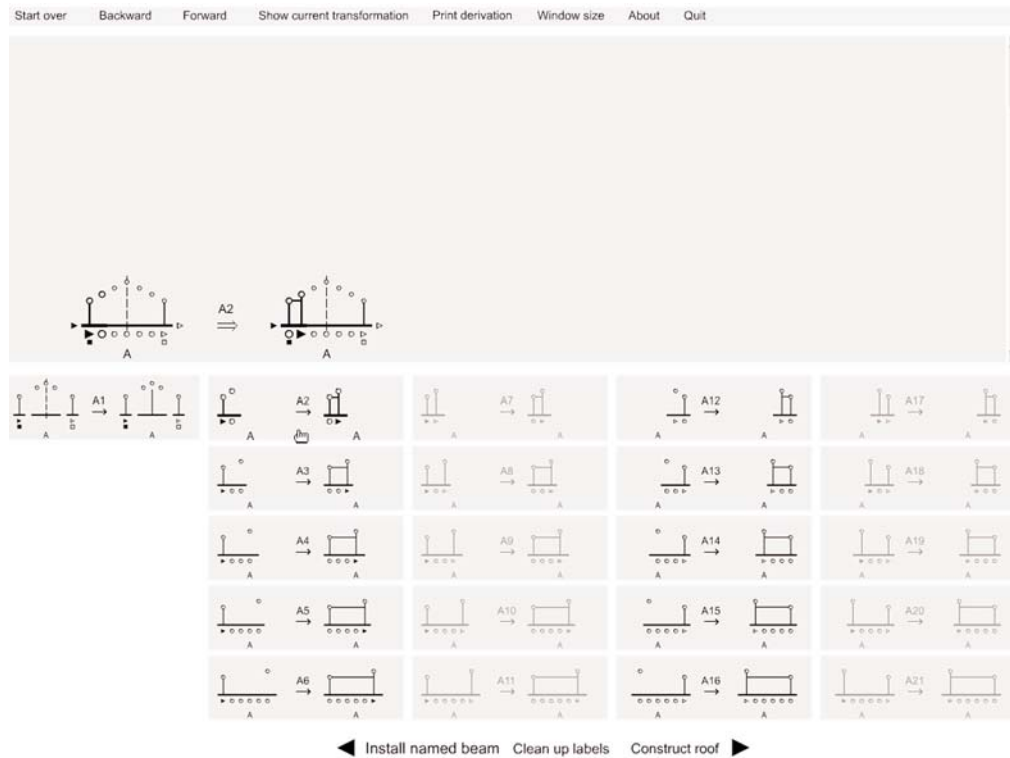 Start over Backward Forward Show current transformation Print derivation Window size About Quit
A2
A A
A1 A2 A7 A12 A17
A A A A A A A A A A
A3 A8 A13 A18
A A A A A A A A
A4 A9 A14 A19
A A A A A A A A
A5 A10 A15 A20
A A A A A A A A
A6 A11 A16 A21
A A A A A A A A
Install named beam Clean up labels Construct roof